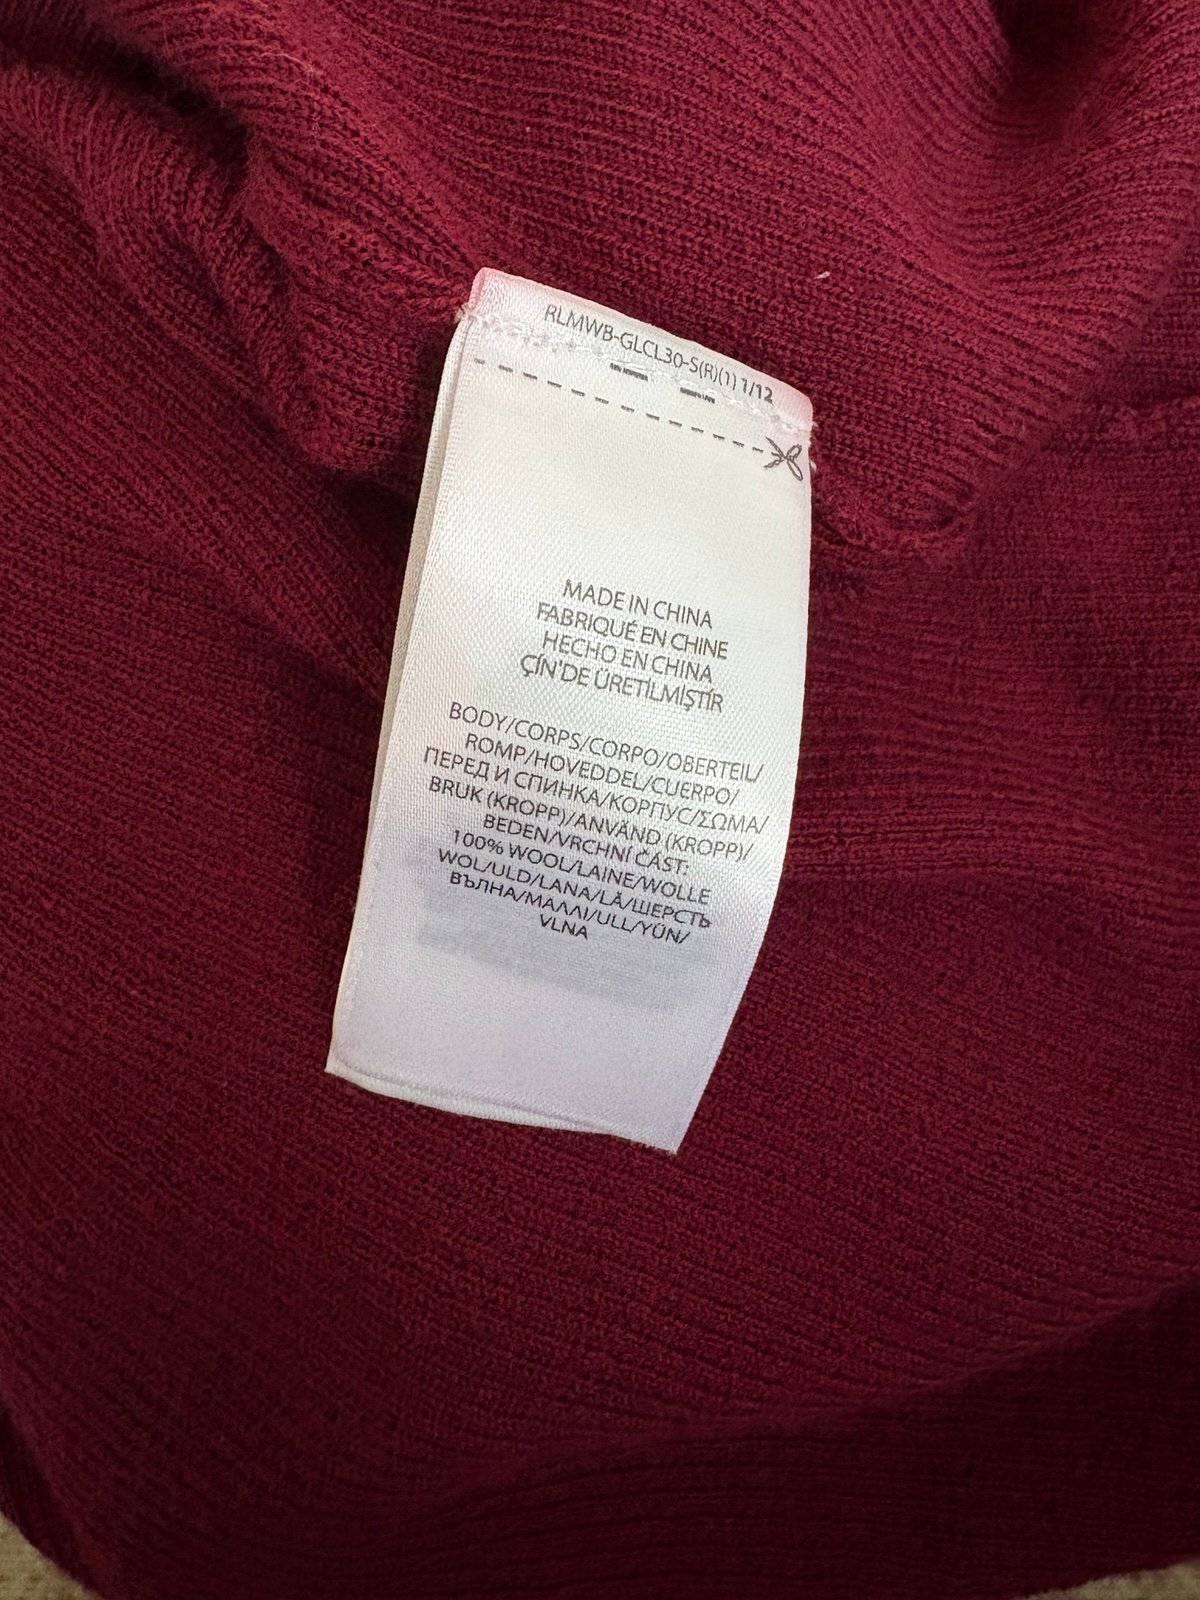 RLMWB-GLCL30-S(R)(1) 1/12
MADE IN CHINA
FABRIQUÉ EN CHINE
HECHO EN CHINA
ÇİN'DE ÜRETİLMİŞTİR
BODY/CORPS/CORPO/OBERTEIL/
ROMP/HOVEDDEL/CUERPO/
ПЕРЕД И СПИНКА/КОРПУС/ΣΩΜΑ/
BRUK (KROPP)/ANVÄND (KROPP)/
BEDEN/VRCHNÍ ČÁST:
100% WOOL/LAINE/WOLLE
WOL/ULD/LANA/LÃ/ШЕРСТЬ
ВЪЛНА/ΜΑΛΛΙ/ULL/YÜN/
VLNA